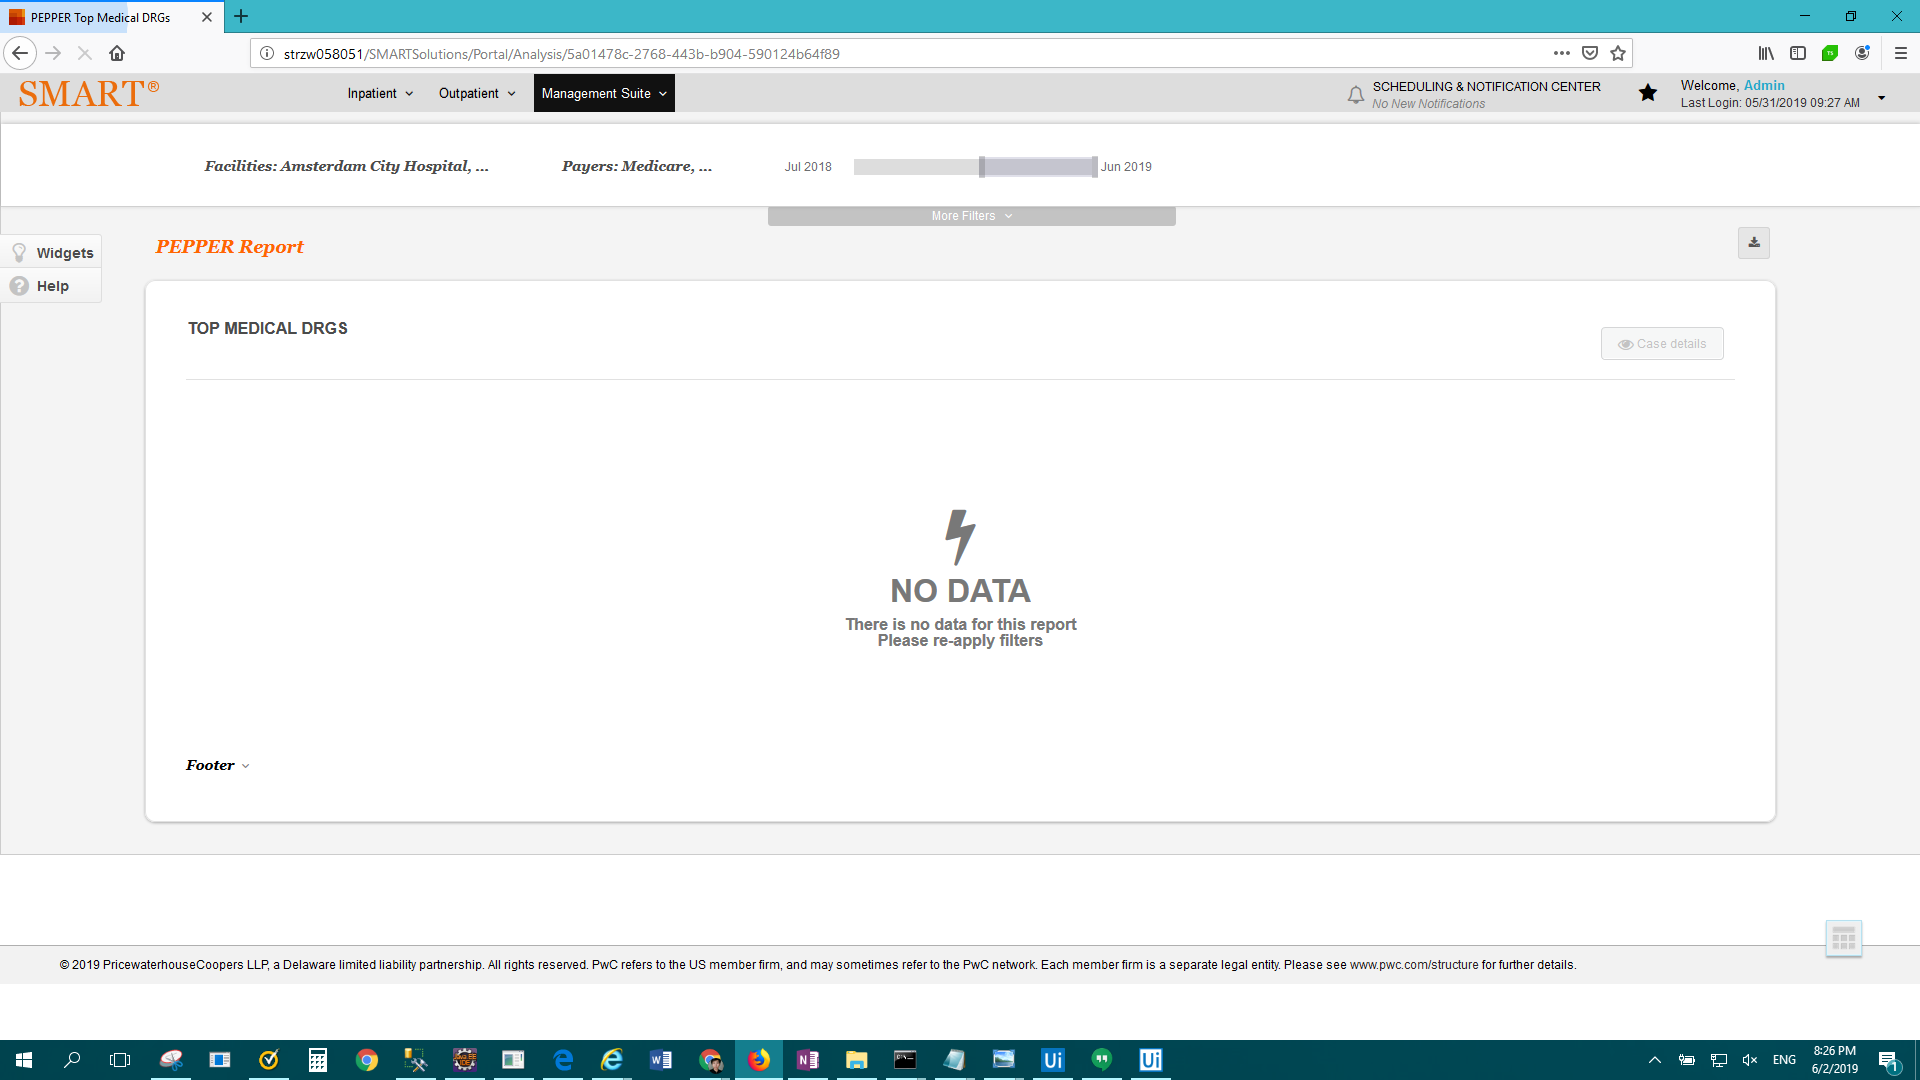 PEPPER Top Medical DRGs
strzw058051/SMARTSolutions/Portal/Analysis/5a01478c-2768-443b-b904-590124b64f89
SMART®
Inpatient
Outpatient
Management Suite
SCHEDULING & NOTIFICATION CENTER
No New Notifications
Welcome, Admin
Last Login: 05/31/2019 09:27 AM
Facilities: Amsterdam City Hospital, ...
Payers: Medicare, ...
Jul 2018
Jun 2019
More Filters
Widgets
Help
PEPPER Report
TOP MEDICAL DRGS
Case details
NO DATA
There is no data for this report
Please re-apply filters
Footer
© 2019 PricewaterhouseCoopers LLP, a Delaware limited liability partnership. All rights reserved. PwC refers to the US member firm, and may sometimes refer to the PwC network. Each member firm is a separate legal entity. Please see www.pwc.com/structure for further details.
ENG
8:26 PM
6/2/2019
1